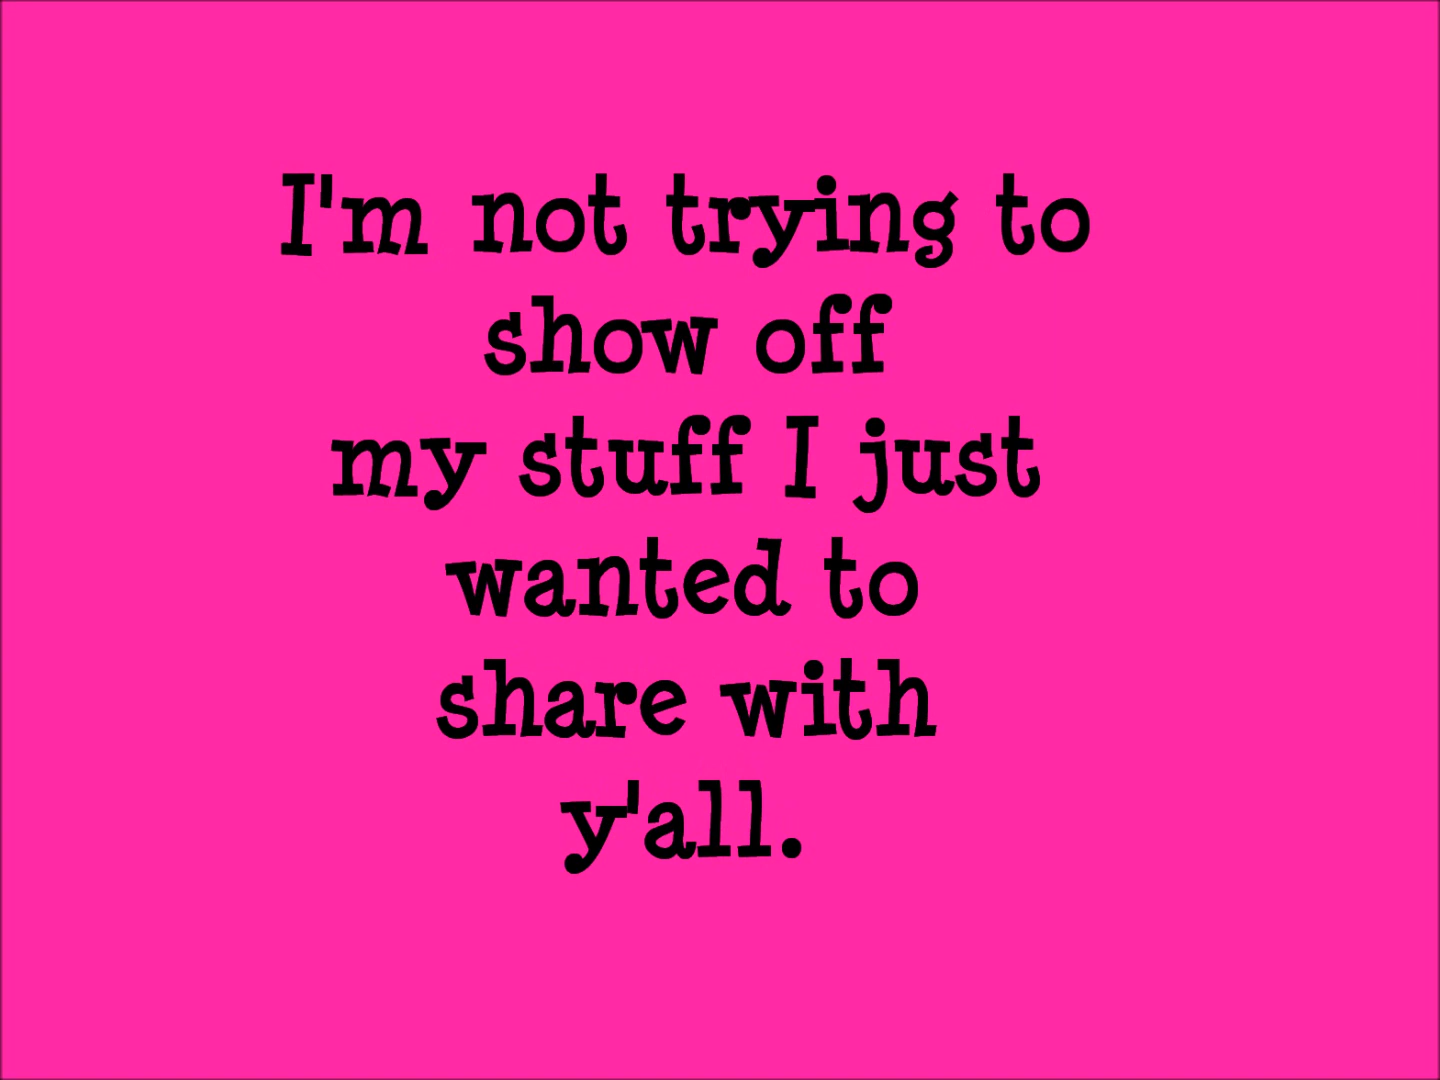 I'm not trying to
show off
my stuff I just
wanted to
share with
y'all.